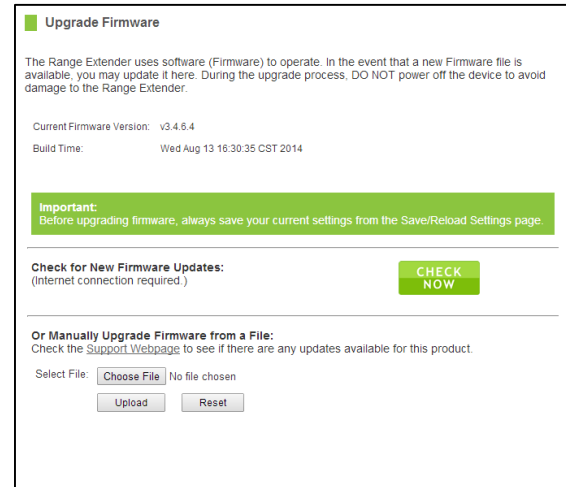 Upgrade Firmware
The Range Extender uses software (Firmware) to operate. In the event that a new Firmware file is
available, you may update it here. During the upgrade process, DO NOT power off the device to avoid
damage to the Range Extender.
Current Firmware Version: v3.4.6.4
Build Time: Wed Aug 13 16:30:35 CST 2014
Important:
Before upgrading firmware, always save your current settings from the Save/Reload Settings page.
Check for New Firmware Updates:
(Internet connection required.)
CHECK
NOW
Or Manually Upgrade Firmware from a File:
Check the Support Webpage to see if there are any updates available for this product.
Select File: Choose File No file chosen
Upload Reset